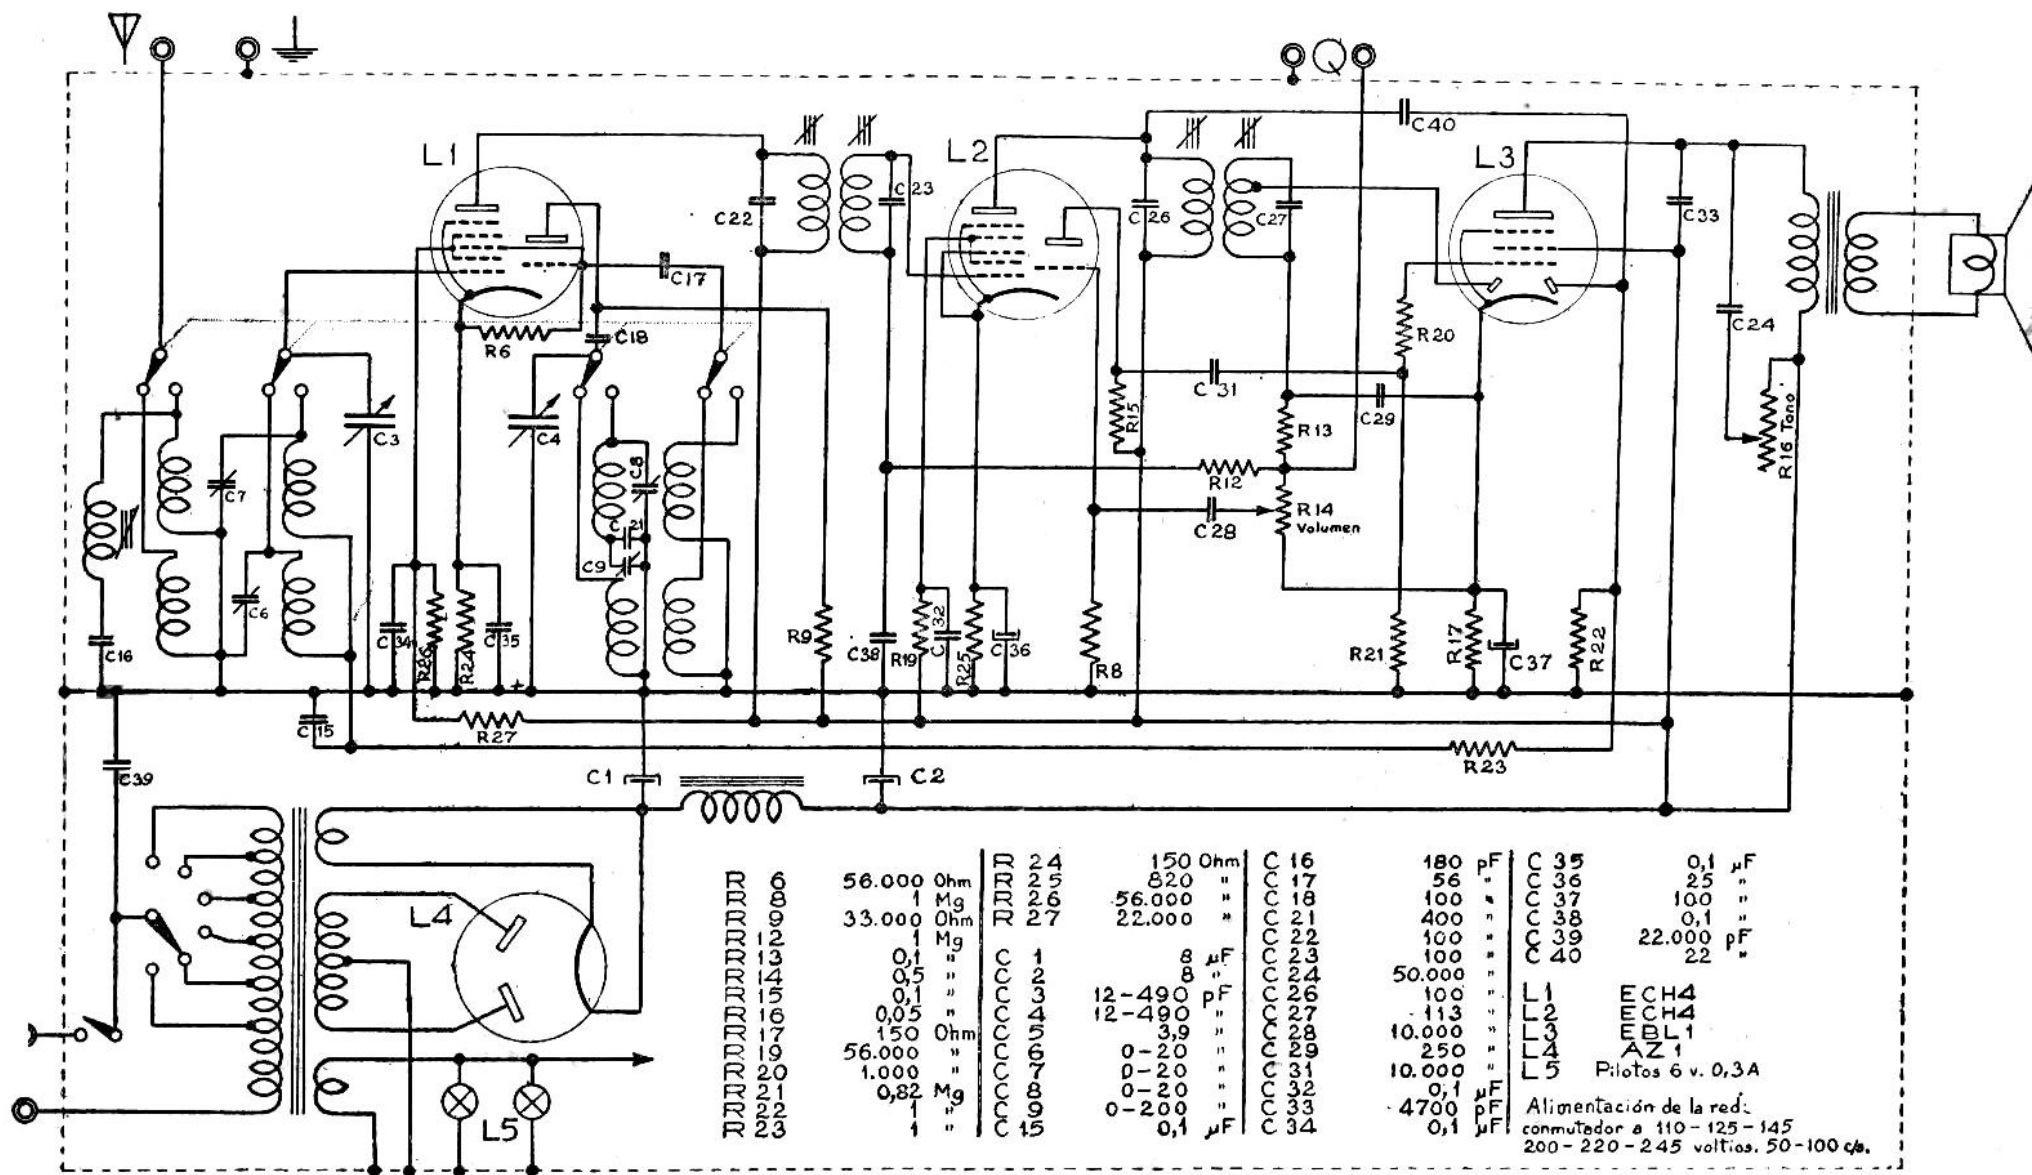 L1
L2
L3
C40
C22
C23
C26
C27
C33
C17
C18
R6
R20
C24
C3
C4
C8
C31
R15
C29
R13
R16 Tono
C7
R12
C28
R14
Volumen
C21
C9
C6
C16
C34
R26
R24
C35
R9
C38
R19
C32
R25
C36
R8
R21
R17
C37
R22
+
C15
R27
R23
C39
C1
C2
L4
L5
R 6 56.000 Ohm
R 8 1 Mg
R 9 33.000 Ohm
R 12 1 Mg
R 13 0,1 "
R 14 0,5 "
R 15 0,1 "
R 16 0,05 "
R 17 150 Ohm
R 19 56.000 "
R 20 1.000 "
R 21 0,82 Mg
R 22 1 "
R 23 1 "
R 24 150 Ohm
R 25 820 "
R 26 56.000 "
R 27 22.000 "
C 1 8 µF
C 2 8 "
C 3 12-490 pF
C 4 12-490 "
C 5 3,9 "
C 6 0-20 "
C 7 0-20 "
C 8 0-20 "
C 9 0-200 "
C 15 0,1 µF
C 16 180 pF
C 17 56 "
C 18 100 "
C 21 400 "
C 22 100 "
C 23 100 "
C 24 50.000 "
C 26 100 "
C 27 113 "
C 28 10.000 "
C 29 250 "
C 31 10.000 "
C 32 0,1 µF
C 33 4700 pF
C 34 0,1 µF
C 35 0,1 µF
C 36 25 "
C 37 100 "
C 38 0,1 "
C 39 22.000 pF
C 40 22 "
L1 ECH4
L2 ECH4
L3 EBL1
L4 AZ1
L5 Pilotos 6 v. 0,3A
Alimentación de la red:
conmutador a 110-125-145
200-220-245 voltios. 50-100 c/s.